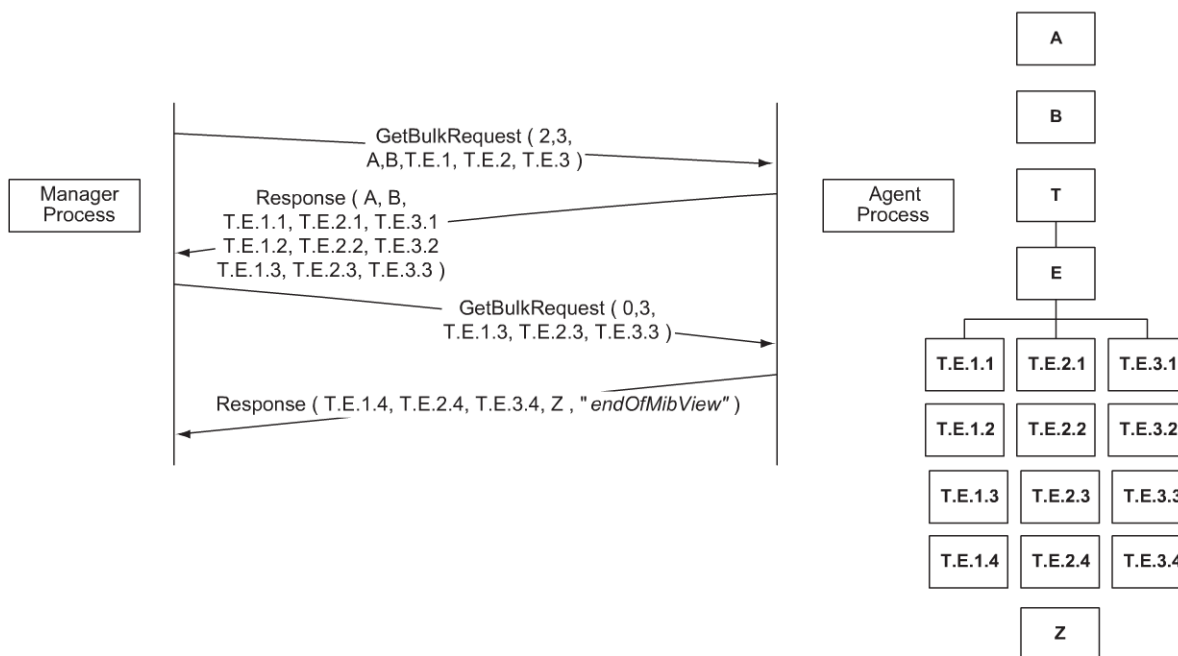 GetBulkRequest ( 2,3,
A,B,T.E.1, T.E.2, T.E.3 )
Manager
Process
Response ( A, B,
T.E.1.1, T.E.2.1, T.E.3.1
T.E.1.2, T.E.2.2, T.E.3.2
T.E.1.3, T.E.2.3, T.E.3.3 )
Agent
Process
GetBulkRequest ( 0,3,
T.E.1.3, T.E.2.3, T.E.3.3 )
Response ( T.E.1.4, T.E.2.4, T.E.3.4, Z , "endOfMibView" )
A
B
T
E
T.E.1.1 T.E.2.1 T.E.3.1
T.E.1.2 T.E.2.2 T.E.3.2
T.E.1.3 T.E.2.3 T.E.3.3
T.E.1.4 T.E.2.4 T.E.3.4
Z